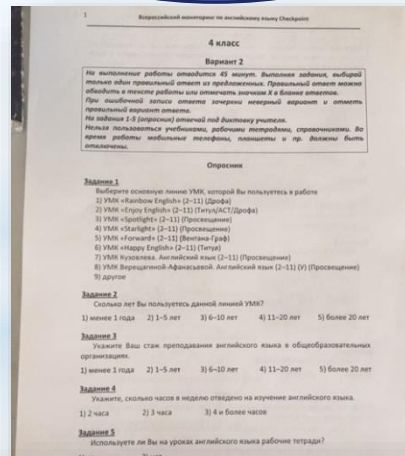 1
Всероссийский мониторинг по английскому языку Checkpoint
4 класс
Вариант 2
На выполнение работы отводится 45 минут. Выполняя задания, выбирай
только один правильный ответ из предложенных. Правильный ответ можно
обводить в тексте работы или отмечать значком X в бланке ответов.
При ошибочной записи ответа зачеркни неверный вариант и отметь
правильный вариант ответа.
На задания 1-5 (опросник) отвечай под диктовку учителя.
Нельзя пользоваться учебниками, рабочими тетрадями, справочниками. Во
время работы мобильные телефоны, планшеты и пр. должны быть
отключены.
Опросник
Задание 1
Выберите основную линию УМК, которой Вы пользуетесь в работе
1) УМК «Rainbow English» (2–11) (Дрофа)
2) УМК «Enjoy English» (2–11) (Титул/АСТ/Дрофа)
3) УМК «Spotlight» (2–11) (Просвещение)
4) УМК «Starlight» (2–11) (Просвещение)
5) УМК «Forward» (2–11) (Вентана-Граф)
6) УМК «Happy English» (2–11) (Титул)
7) УМК Кузовлева. Английский язык (2–11) (Просвещение)
8) УМК Верещагиной-Афанасьевой. Английский язык (2–11) (У) (Просвещение)
9) другое
Задание 2
Сколько лет Вы пользуетесь данной линией УМК?
1) менее 1 года 2) 1–5 лет 3) 6–10 лет 4) 11–20 лет 5) более 20 лет
Задание 3
Укажите Ваш стаж преподавания английского языка в общеобразовательных
организациях.
1) менее 1 года 2) 1–5 лет 3) 6–10 лет 4) 11–20 лет 5) более 20 лет
Задание 4
Укажите, сколько часов в неделю отведено на изучение английского языка.
1) 2 часа 2) 3 часа 3) 4 и более часов
Задание 5
Используете ли Вы на уроках английского языка рабочие тетради?